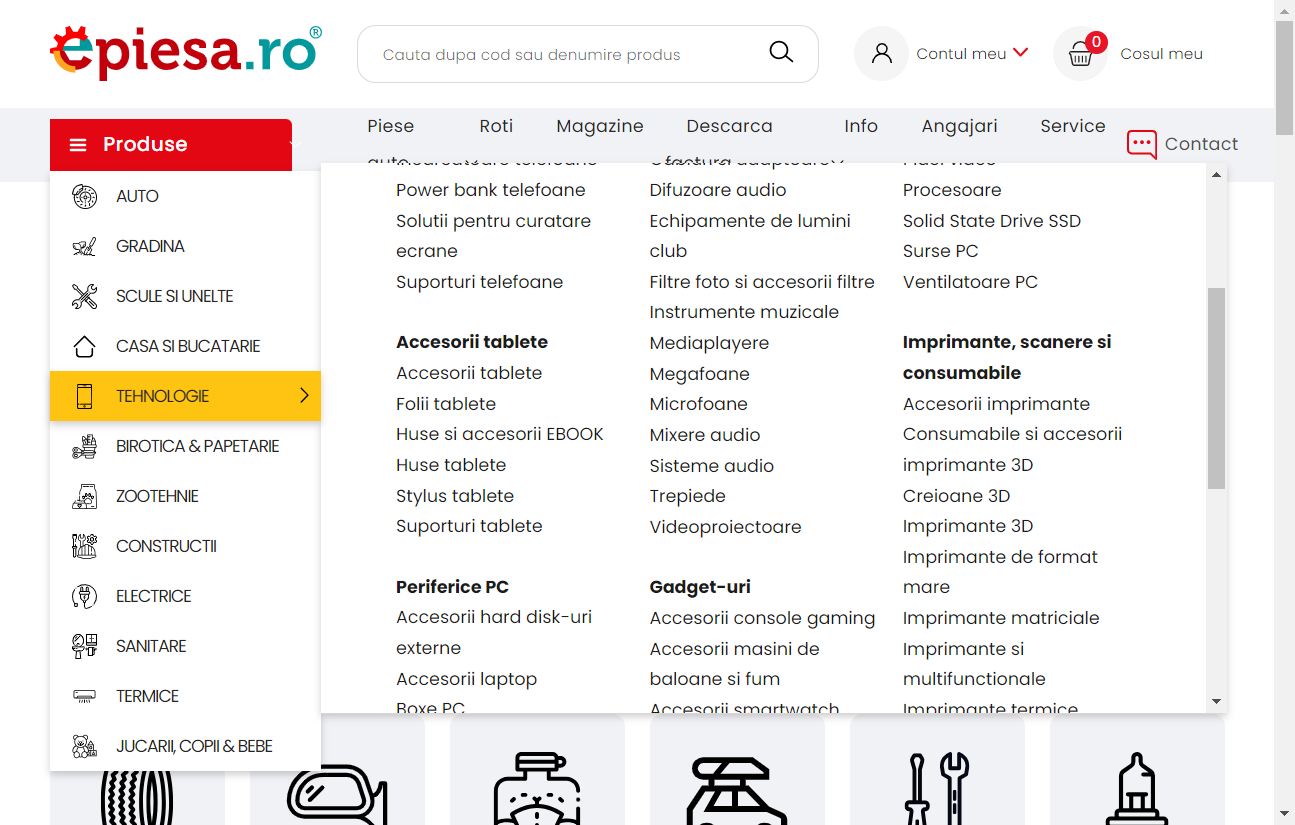 epiesa.ro®
Cauta dupa cod sau denumire produs
Contul meu
0
Cosul meu
Produse
Piese
auto
Roti
Magazine
Descarca
factura
Info
Angajari
Service
Contact
AUTO
GRADINA
SCULE SI UNELTE
CASA SI BUCATARIE
TEHNOLOGIE
BIROTICA & PAPETARIE
ZOOTEHNIE
CONSTRUCTII
ELECTRICE
SANITARE
TERMICE
JUCARII, COPII & BEBE
Power bank telefoane
Solutii pentru curatare
ecrane
Suporturi telefoane
Accesorii tablete
Accesorii tablete
Folii tablete
Huse si accesorii EBOOK
Huse tablete
Stylus tablete
Suporturi tablete
Periferice PC
Accesorii hard disk-uri
externe
Accesorii laptop
Boxe PC
Difuzoare audio
Echipamente de lumini
club
Filtre foto si accesorii filtre
Instrumente muzicale
Mediaplayere
Megafoane
Microfoane
Mixere audio
Sisteme audio
Trepiede
Videoproiectoare
Gadget-uri
Accesorii console gaming
Accesorii masini de
baloane si fum
Accesorii smartwatch
Procesoare
Solid State Drive SSD
Surse PC
Ventilatoare PC
Imprimante, scanere si
consumabile
Accesorii imprimante
Consumabile si accesorii
imprimante 3D
Creioane 3D
Imprimante 3D
Imprimante de format
mare
Imprimante matriciale
Imprimante si
multifunctionale
Imprimante termice